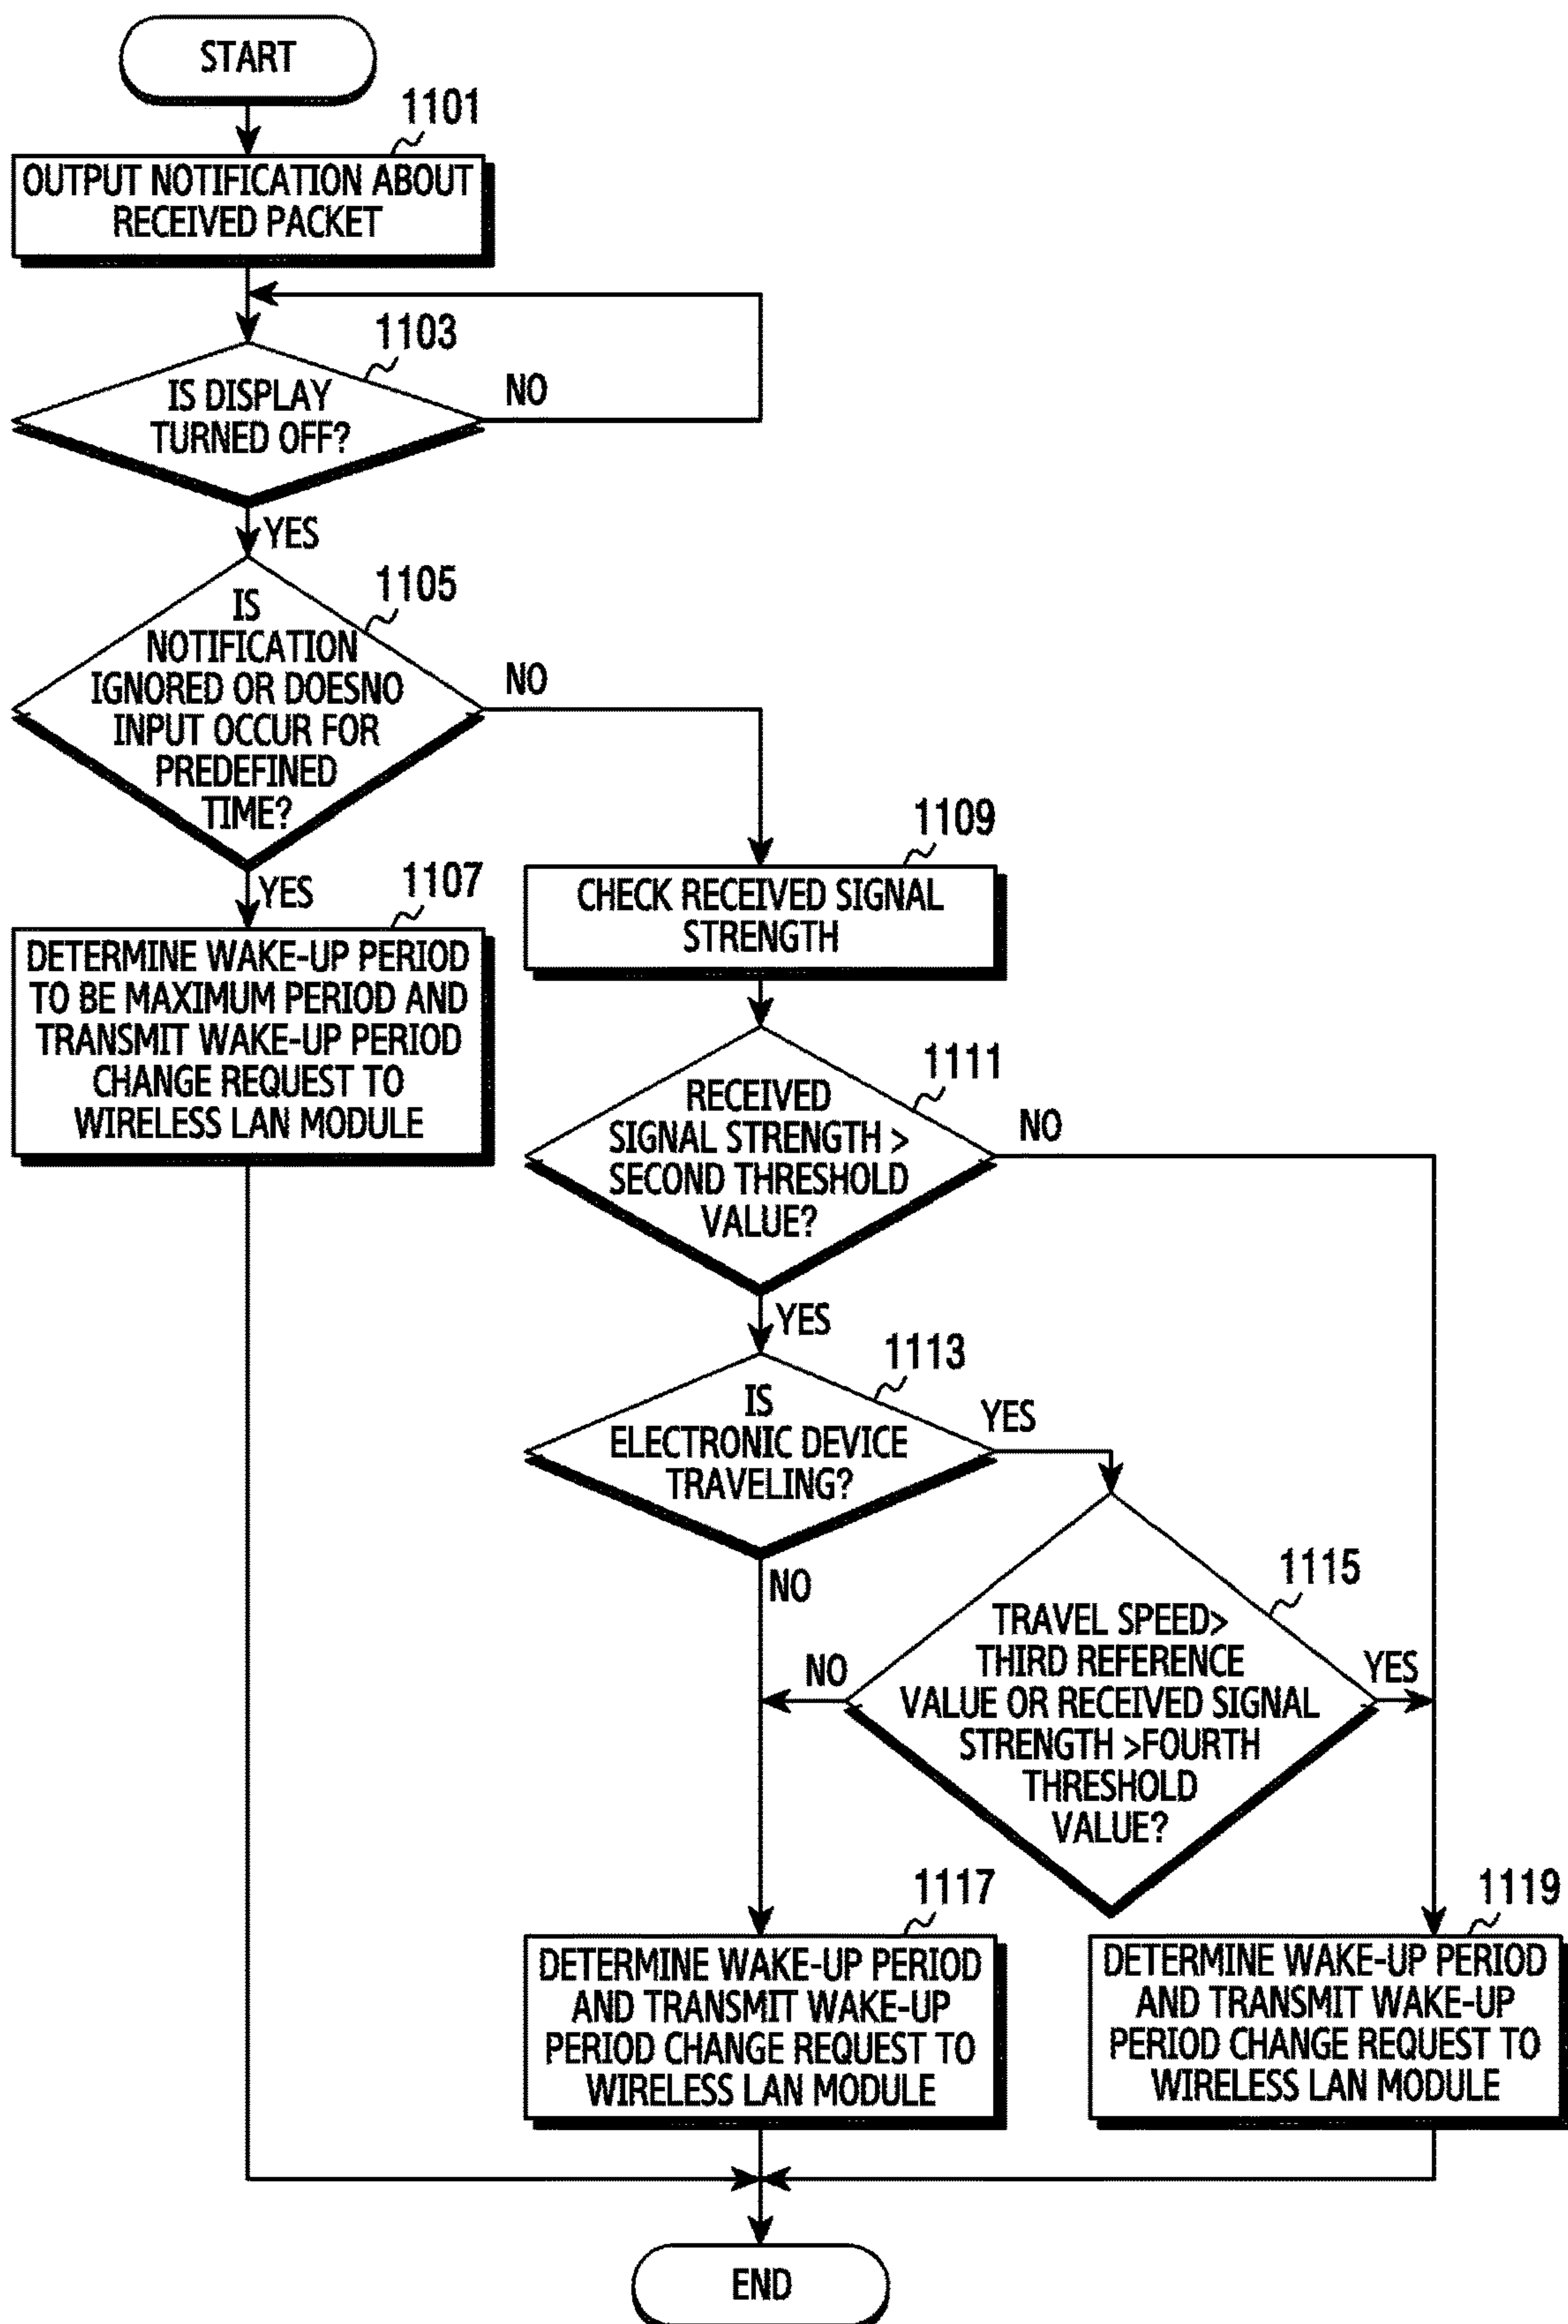 START
1101
OUTPUT NOTIFICATION ABOUT
RECEIVED PACKET
1103
IS DISPLAY
TURNED OFF?
NO
YES
1105
IS
NOTIFICATION
IGNORED OR DOESNO
INPUT OCCUR FOR
PREDEFINED
TIME?
NO
YES
1107
DETERMINE WAKE-UP PERIOD
TO BE MAXIMUM PERIOD AND
TRANSMIT WAKE-UP PERIOD
CHANGE REQUEST TO
WIRELESS LAN MODULE
1109
CHECK RECEIVED SIGNAL
STRENGTH
1111
RECEIVED
SIGNAL STRENGTH >
SECOND THRESHOLD
VALUE?
NO
YES
1113
IS
ELECTRONIC DEVICE
TRAVELING?
YES
NO
1115
TRAVEL SPEED>
THIRD REFERENCE
VALUE OR RECEIVED SIGNAL
STRENGTH >FOURTH
THRESHOLD
VALUE?
NO
YES
1117
DETERMINE WAKE-UP PERIOD
AND TRANSMIT WAKE-UP
PERIOD CHANGE REQUEST TO
WIRELESS LAN MODULE
1119
DETERMINE WAKE-UP PERIOD
AND TRANSMIT WAKE-UP
PERIOD CHANGE REQUEST TO
WIRELESS LAN MODULE
END